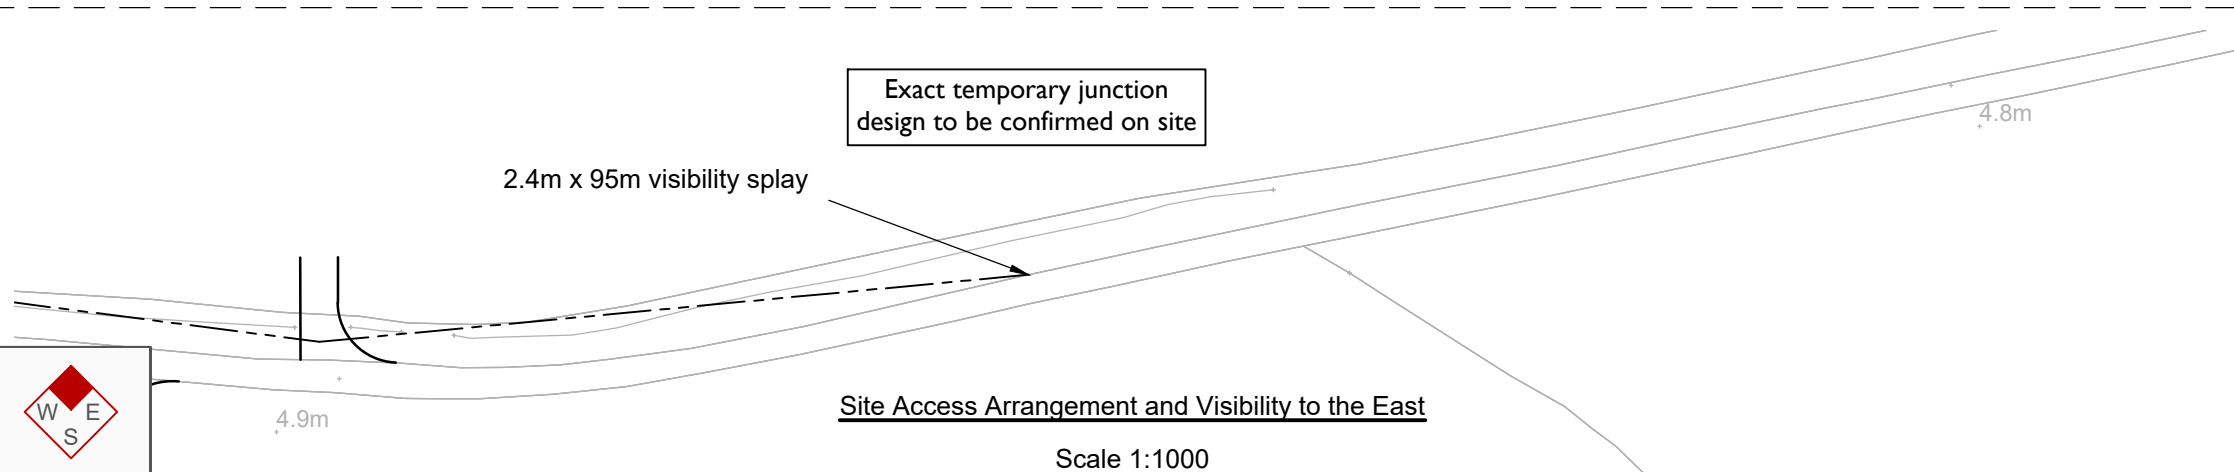 Exact temporary junction
design to be confirmed on site
4.8m
2.4m x 95m visibility splay
W E
S
4.9m
Site Access Arrangement and Visibility to the East
Scale 1:1000